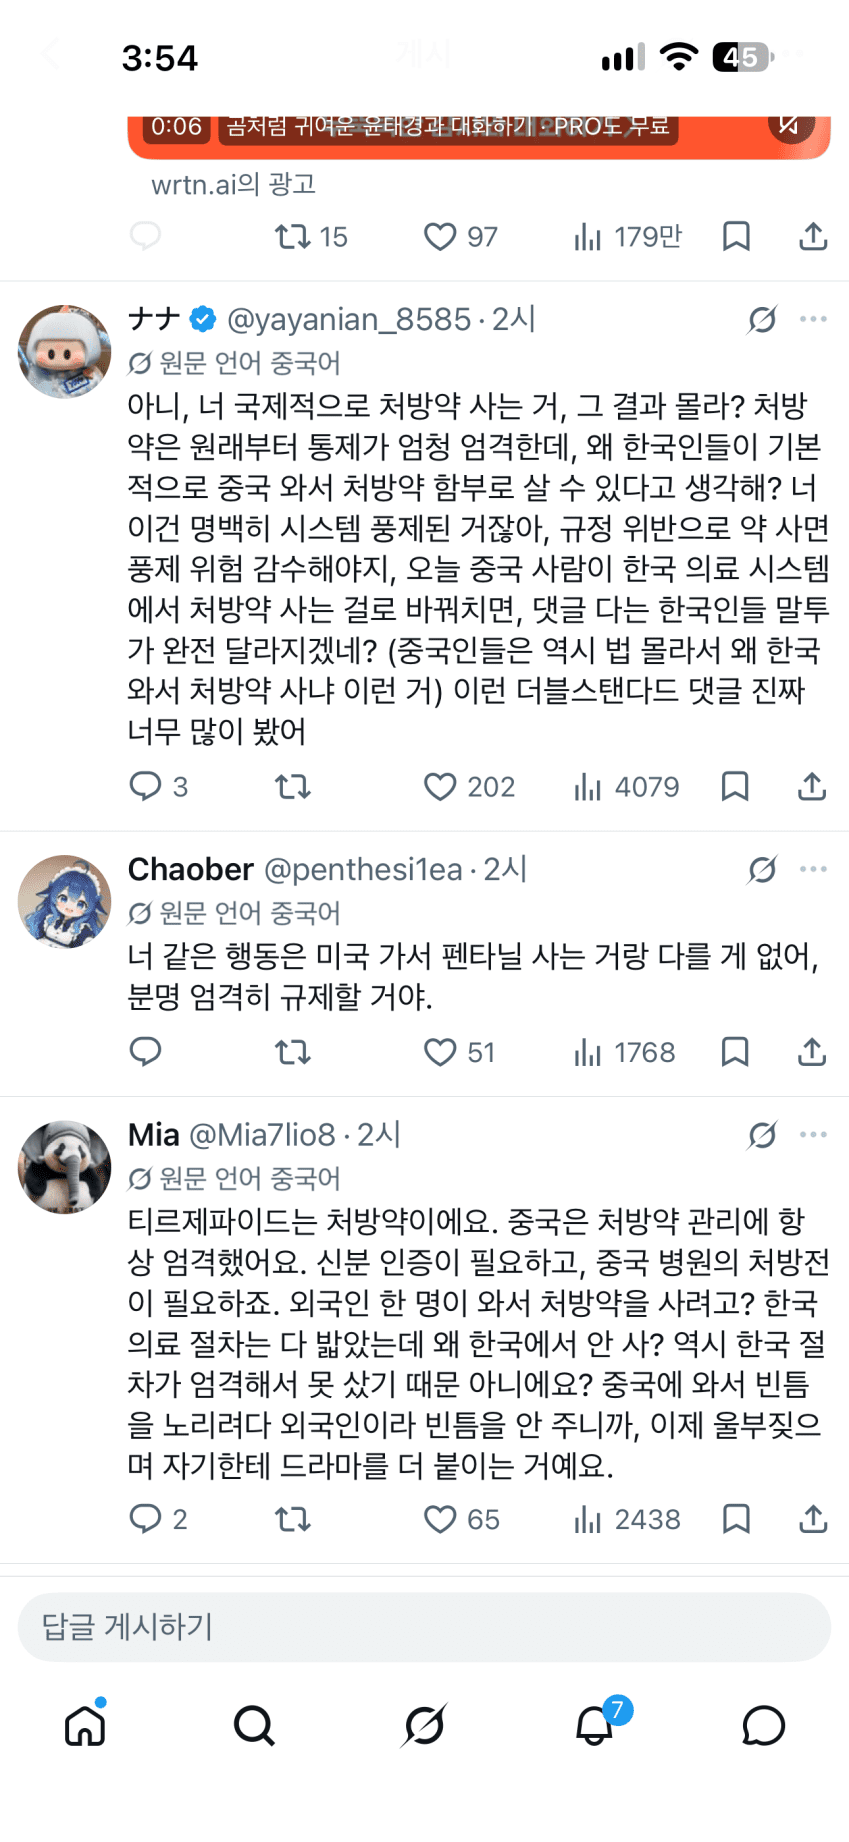 3:54
45
0:06 곰처럼 귀여운 윤태경과 대화하기 · PRO도 무료
wrtn.ai의 광고
15 97 179만
ナナ @yayanian_8585 · 2시
원문 언어 중국어
아니, 너 국제적으로 처방약 사는 거, 그 결과 몰라? 처방
약은 원래부터 통제가 엄청 엄격한데, 왜 한국인들이 기본
적으로 중국 와서 처방약 함부로 살 수 있다고 생각해? 너
이건 명백히 시스템 풍제된 거잖아, 규정 위반으로 약 사면
풍제 위험 감수해야지, 오늘 중국 사람이 한국 의료 시스템
에서 처방약 사는 걸로 바꿔치면, 댓글 다는 한국인들 말투
가 완전 달라지겠네? (중국인들은 역시 법 몰라서 왜 한국
와서 처방약 사냐 이런 거) 이런 더블스탠다드 댓글 진짜
너무 많이 봤어
3 202 4079
Chaober @penthesi1ea · 2시
원문 언어 중국어
너 같은 행동은 미국 가서 펜타닐 사는 거랑 다를 게 없어,
분명 엄격히 규제할 거야.
51 1768
Mia @Mia7lio8 · 2시
원문 언어 중국어
티르제파이드는 처방약이에요. 중국은 처방약 관리에 항
상 엄격했어요. 신분 인증이 필요하고, 중국 병원의 처방전
이 필요하죠. 외국인 한 명이 와서 처방약을 사려고? 한국
의료 절차는 다 밟았는데 왜 한국에서 안 사? 역시 한국 절
차가 엄격해서 못 샀기 때문 아니에요? 중국에 와서 빈틈
을 노리려다 외국인이라 빈틈을 안 주니까, 이제 울부짖으
며 자기한테 드라마를 더 붙이는 거예요.
2 65 2438
답글 게시하기
7